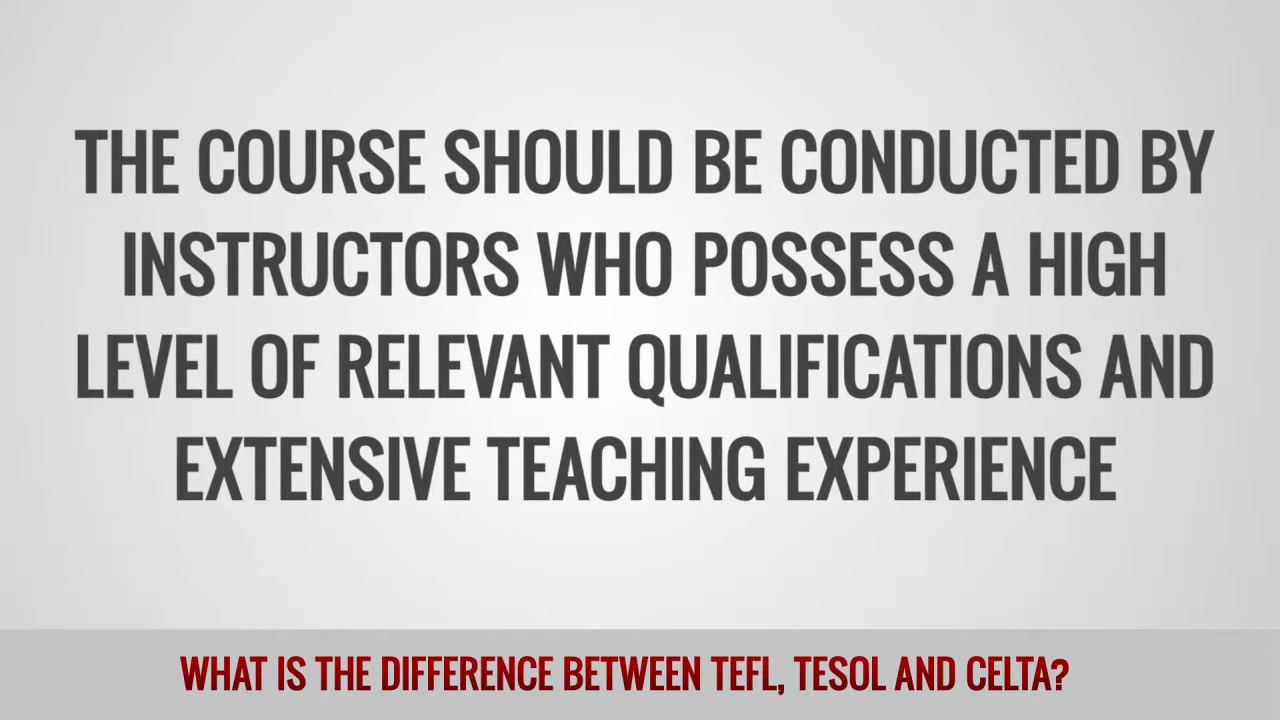 THE COURSE SHOULD BE CONDUCTED BY
INSTRUCTORS WHO POSSESS A HIGH
LEVEL OF RELEVANT QUALIFICATIONS AND
EXTENSIVE TEACHING EXPERIENCE
WHAT IS THE DIFFERENCE BETWEEN TEFL, TESOL AND CELTA?